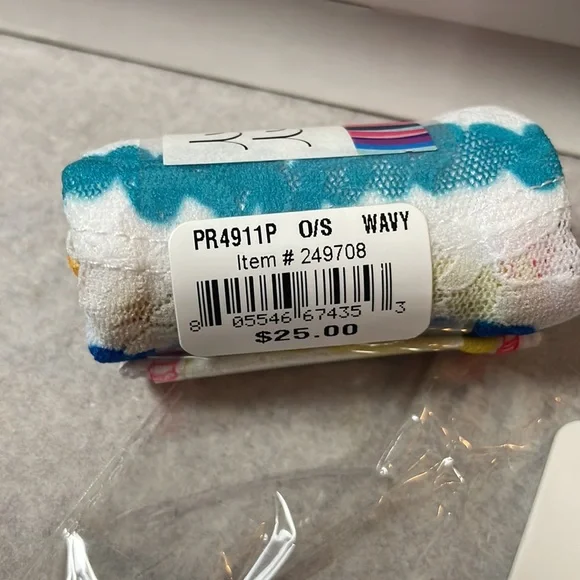 PR4911P O/S WAVY
Item # 249708
8 05546 67435 3
$25.00